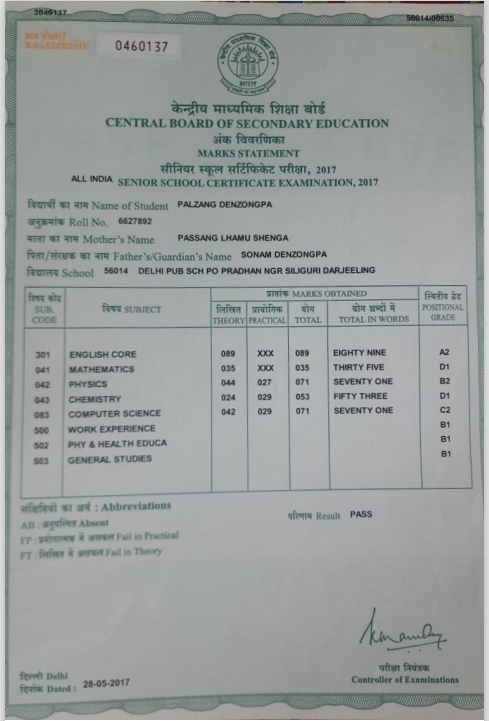 2049137 56014/00635
क्रम संख्या/
S.No.SSCE/2017/ 0460137
भारत
केन्द्रीय माध्यमिक शिक्षा बोर्ड
CENTRAL BOARD OF SECONDARY EDUCATION
अंक विवरणिका
MARKS STATEMENT
सीनियर स्कूल सर्टिफिकेट परीक्षा, 2017
ALL INDIA SENIOR SCHOOL CERTIFICATE EXAMINATION, 2017
विद्यार्थी का नाम Name of Student PALZANG DENZONGPA
अनुक्रमांक Roll No. 6627892
माता का नाम Mother's Name PASSANG LHAMU SHENGA
पिता/संरक्षक का नाम Father's/Guardian's Name SONAM DENZONGPA
विद्यालय School 56014 DELHI PUB SCH PO PRADHAN NGR SILIGURI DARJEELING
विषय कोड SUB. CODE विषय SUBJECT प्राप्तांक MARKS OBTAINED स्थितीय ग्रेड POSITIONAL GRADE
लिखित THEORY प्रायोगिक PRACTICAL योग TOTAL योग शब्दों में TOTAL IN WORDS
301 ENGLISH CORE 089 XXX 089 EIGHTY NINE A2
041 MATHEMATICS 035 XXX 035 THIRTY FIVE D1
042 PHYSICS 044 027 071 SEVENTY ONE B2
043 CHEMISTRY 024 029 053 FIFTY THREE D1
083 COMPUTER SCIENCE 042 029 071 SEVENTY ONE C2
500 WORK EXPERIENCE B1
502 PHY & HEALTH EDUCA B1
503 GENERAL STUDIES B1
संक्षिप्तियों का अर्थ : Abbreviations
AB : अनुपस्थित Absent परिणाम Result PASS
FP : प्रयोगात्मक में असफल Fail in Practical
FT : लिखित में असफल Fail in Theory
दिल्ली Delhi
दिनांक Dated : 28-05-2017
परीक्षा नियंत्रक
Controller of Examinations